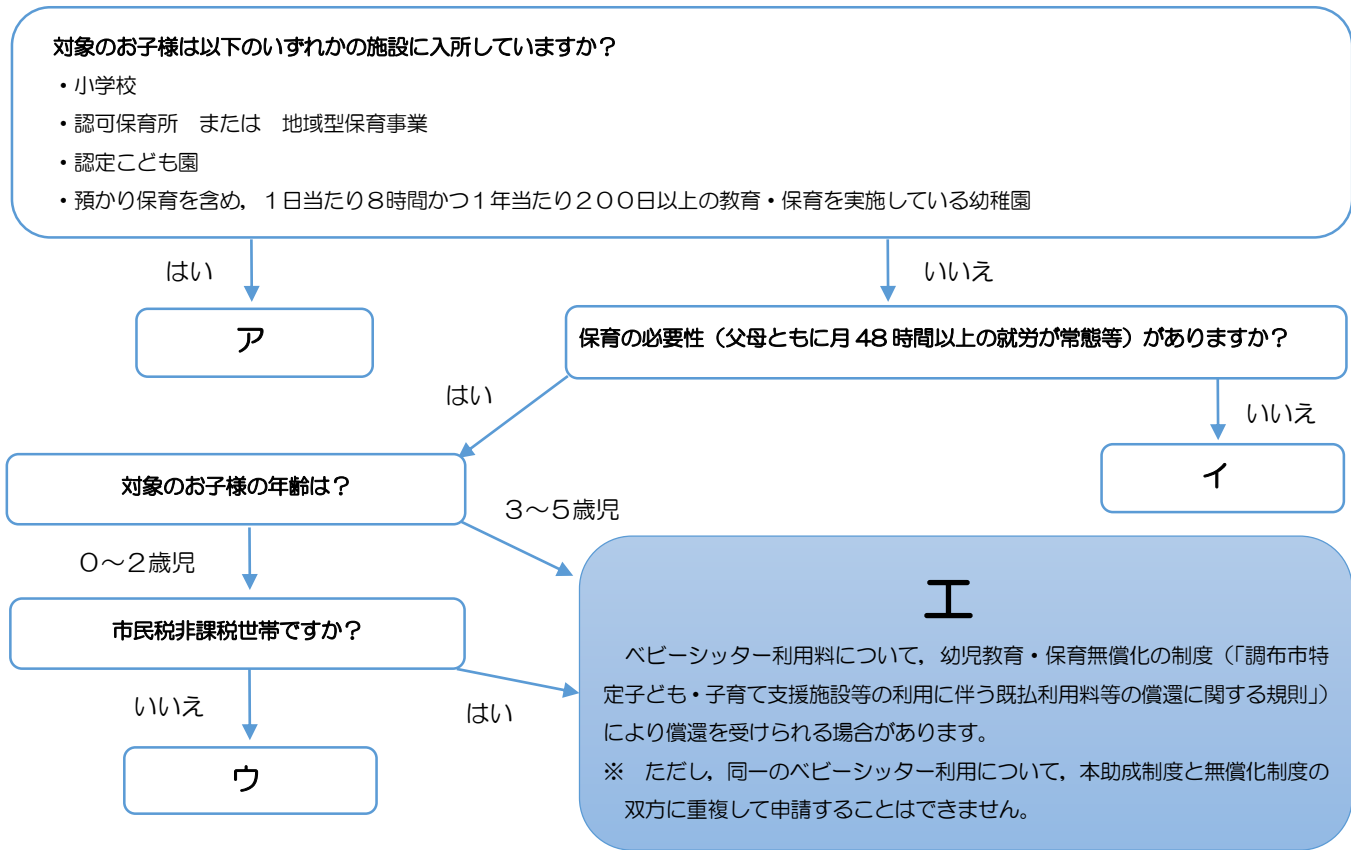 対象のお子様は以下のいずれかの施設に入所していますか？
・小学校
・認可保育所　または　地域型保育事業
・認定こども園
・預かり保育を含め，１日当たり８時間かつ１年当たり２００日以上の教育・保育を実施している幼稚園
はい
いいえ
ア
保育の必要性（父母ともに月 48 時間以上の就労が常態等）がありますか？
はい
いいえ
イ
対象のお子様の年齢は？
３～５歳児
０～２歳児
市民税非課税世帯ですか？
いいえ
はい
ウ
エ
ベビーシッター利用料について，幼児教育・保育無償化の制度（「調布市特
定子ども・子育て支援施設等の利用に伴う既払利用料等の償還に関する規則」）
により償還を受けられる場合があります。
※　ただし，同一のベビーシッター利用について，本助成制度と無償化制度の
双方に重複して申請することはできません。